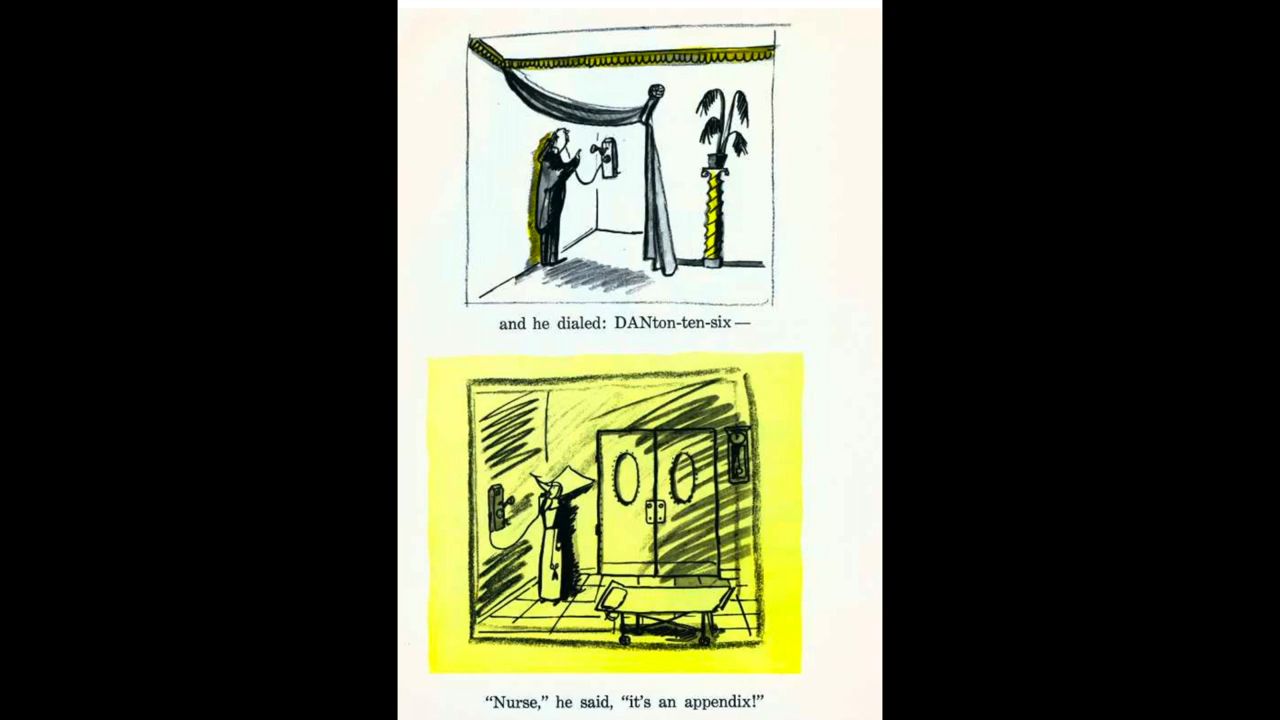 and he dialed: DANton-ten-six—
“Nurse,” he said, “it’s an appendix!”